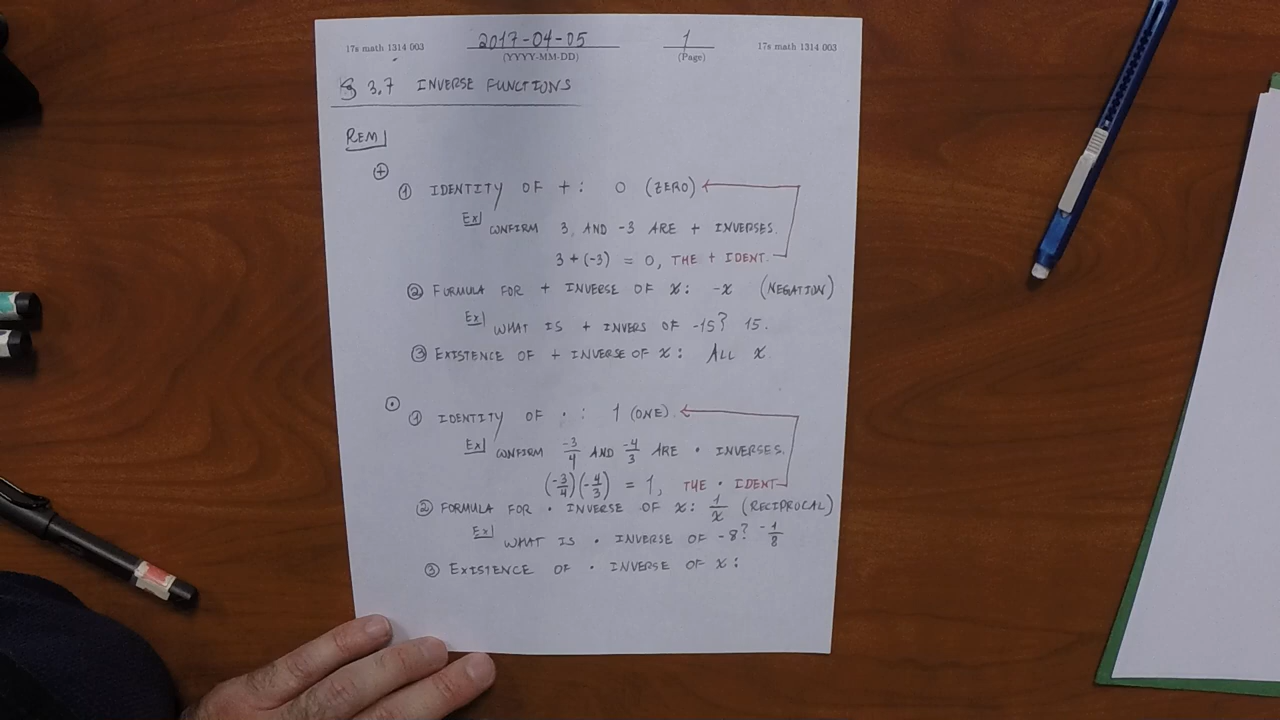 17s math 1314 003 2017-04-05 1 17s math 1314 003
(YYYY-MM-DD) (Page)
§ 3.7 INVERSE FUNCTIONS
REM
+
① IDENTITY OF + : 0 (ZERO)
EX CONFIRM 3 AND -3 ARE + INVERSES.
3 + (-3) = 0, THE + IDENT.
② FORMULA FOR + INVERSE OF x: -x (NEGATION)
EX WHAT IS + INVERS OF -15? 15.
③ EXISTENCE OF + INVERSE OF x: ALL x
·
① IDENTITY OF · : 1 (ONE)
EX CONFIRM -3/4 AND -4/3 ARE · INVERSES.
(-3/4)(-4/3) = 1, THE · IDENT
② FORMULA FOR · INVERSE OF x: 1/x (RECIPROCAL)
EX WHAT IS · INVERSE OF -8? -1/8
③ EXISTENCE OF · INVERSE OF x: